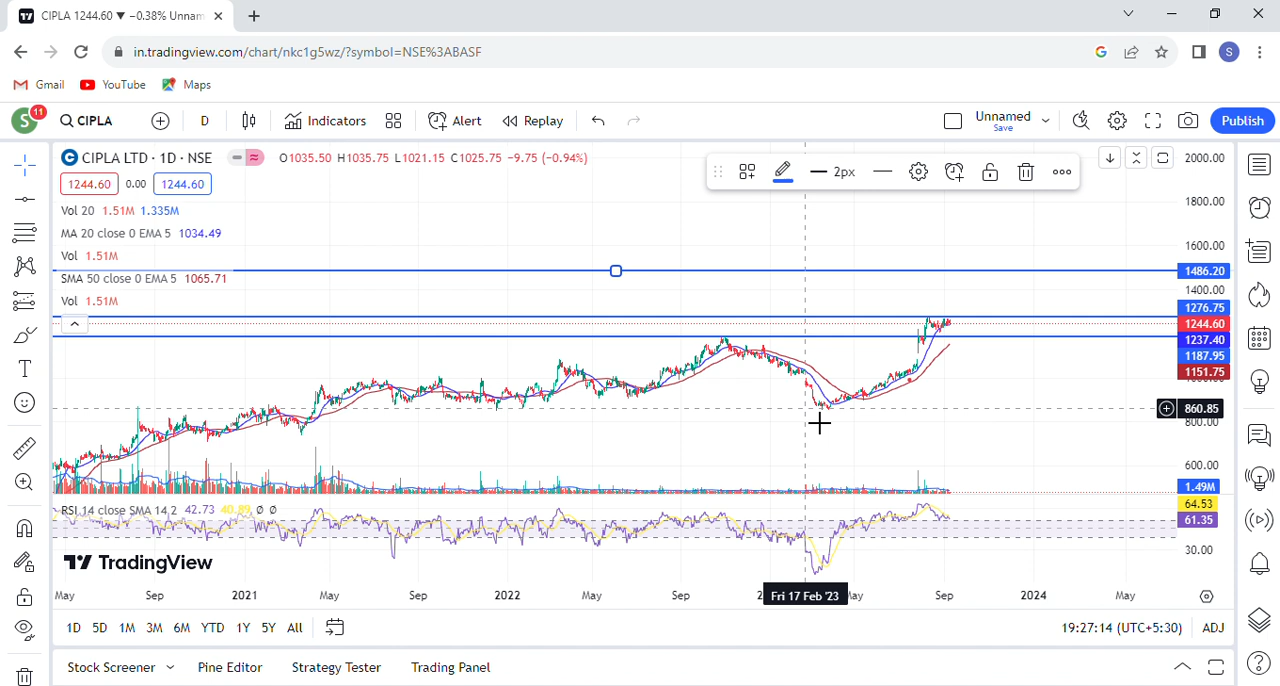 CIPLA 1244.60 ▼ −0.38% Unnam
in.tradingview.com/chart/nkc1g5wz/?symbol=NSE%3ABASF
S
Gmail YouTube Maps
S 11 CIPLA D Indicators Alert Replay Unnamed Save Publish
C CIPLA LTD · 1D · NSE O1035.50 H1035.75 L1021.15 C1025.75 −9.75 (−0.94%)
1244.60 0.00 1244.60
2px
Vol 20 1.51M 1.335M
MA 20 close 0 EMA 5 1034.49
Vol 1.51M
SMA 50 close 0 EMA 5 1065.71
Vol 1.51M
2000.00
1800.00
1600.00
1486.20
1400.00
1276.75
1244.60
1237.40
1187.95
1151.75
860.85
800.00
600.00
1.49M
RSI 14 close SMA 14 2 42.73 40.89 Ø Ø
64.53
61.35
30.00
TradingView
May Sep 2021 May Sep 2022 May Sep Fri 17 Feb '23 May Sep 2024 May
1D 5D 1M 3M 6M YTD 1Y 5Y All 19:27:14 (UTC+5:30) ADJ
Stock Screener Pine Editor Strategy Tester Trading Panel